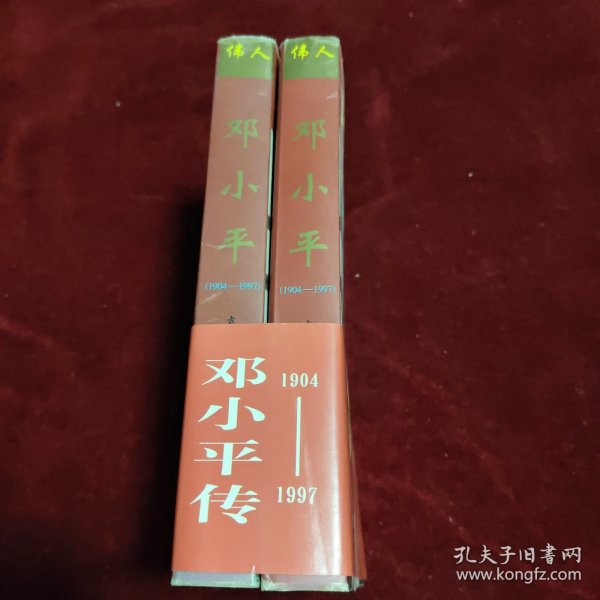 伟人
邓小平
(1904—1997)
伟人
邓小平
(1904—1997)
邓小平传
1904
1997
孔夫子旧書网
www.kongfz.com